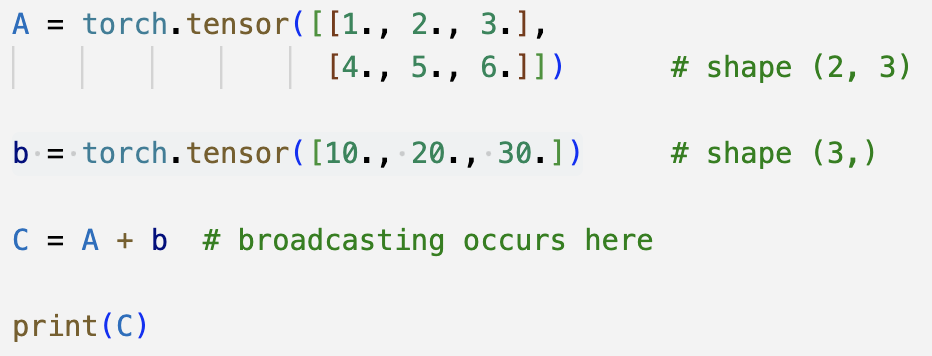 A = torch.tensor([[1., 2., 3.],
                  [4., 5., 6.]])      # shape (2, 3)
b = torch.tensor([10., 20., 30.])     # shape (3,)
C = A + b  # broadcasting occurs here
print(C)